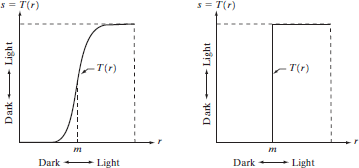 s = T(r)
Light
Dark
T(r)
r
m
Dark Light
s = T(r)
Light
Dark
T(r)
r
m
Dark Light